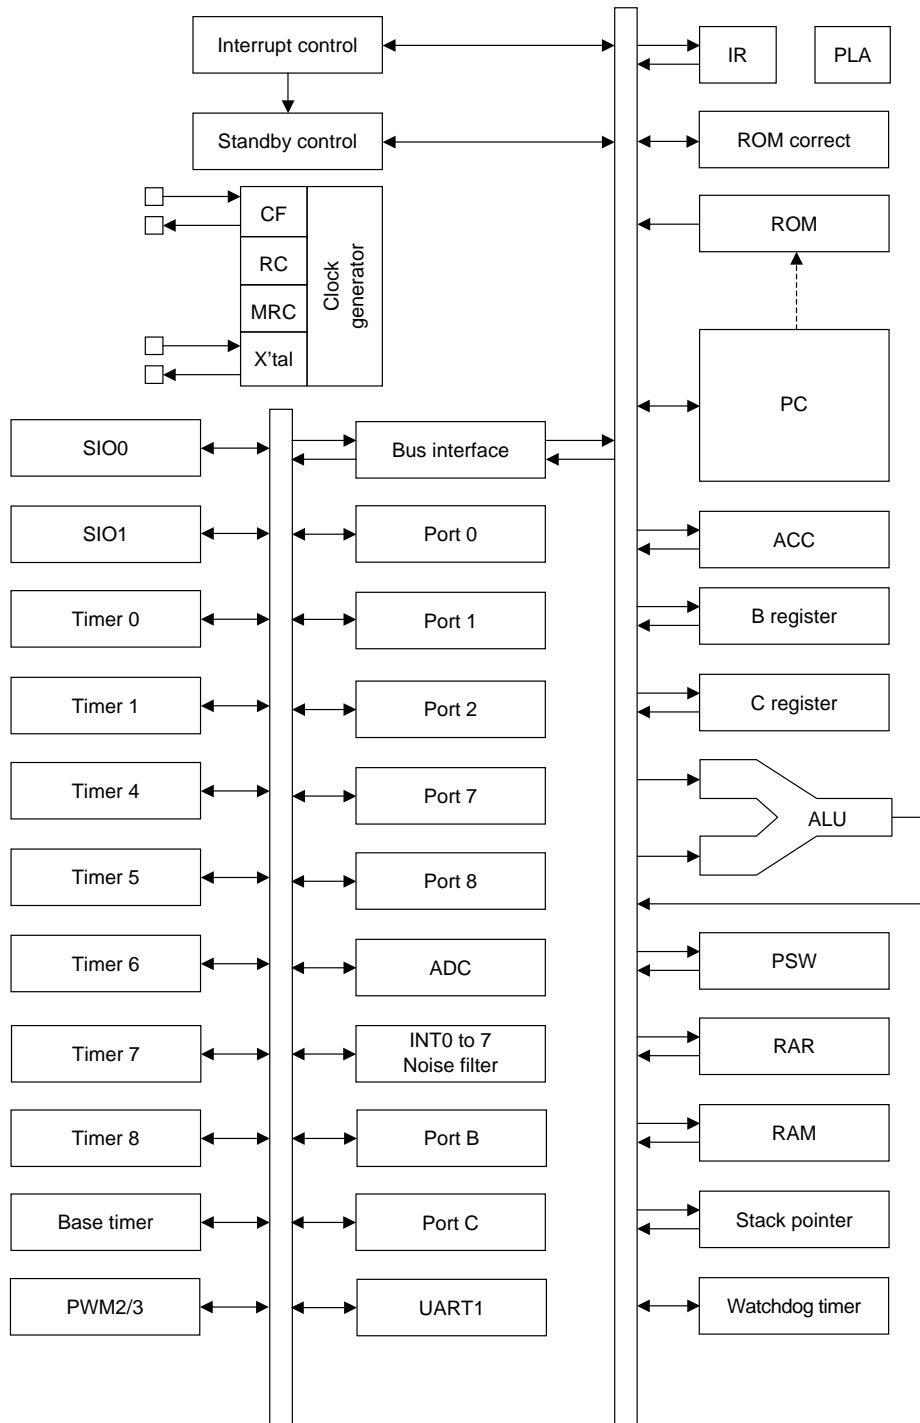 Interrupt control
IR
PLA
Standby control
ROM correct
CF
ROM
RC
Clock
generator
MRC
X'tal
PC
SIO0
Bus interface
SIO1
Port 0
ACC
Timer 0
Port 1
B register
Timer 1
Port 2
C register
Timer 4
Port 7
ALU
Timer 5
Port 8
Timer 6
ADC
PSW
Timer 7
INT0 to 7
Noise filter
RAR
Timer 8
Port B
RAM
Base timer
Port C
Stack pointer
PWM2/3
UART1
Watchdog timer